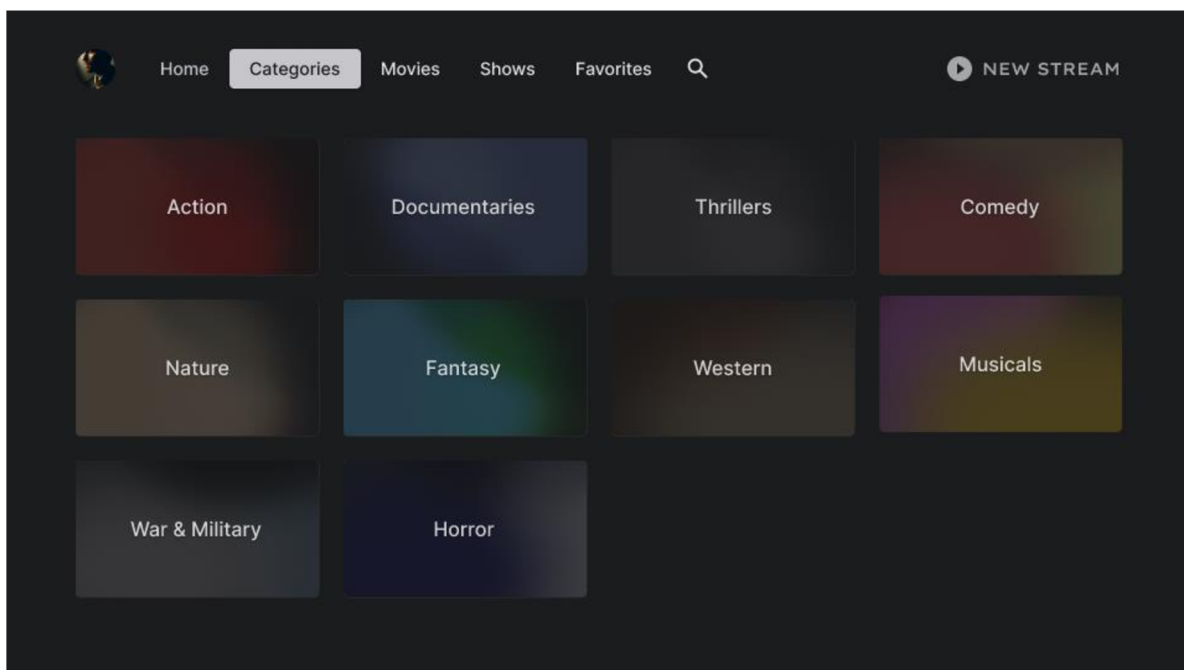 Home Categories Movies Shows Favorites NEW STREAM
Action Documentaries Thrillers Comedy
Nature Fantasy Western Musicals
War & Military Horror